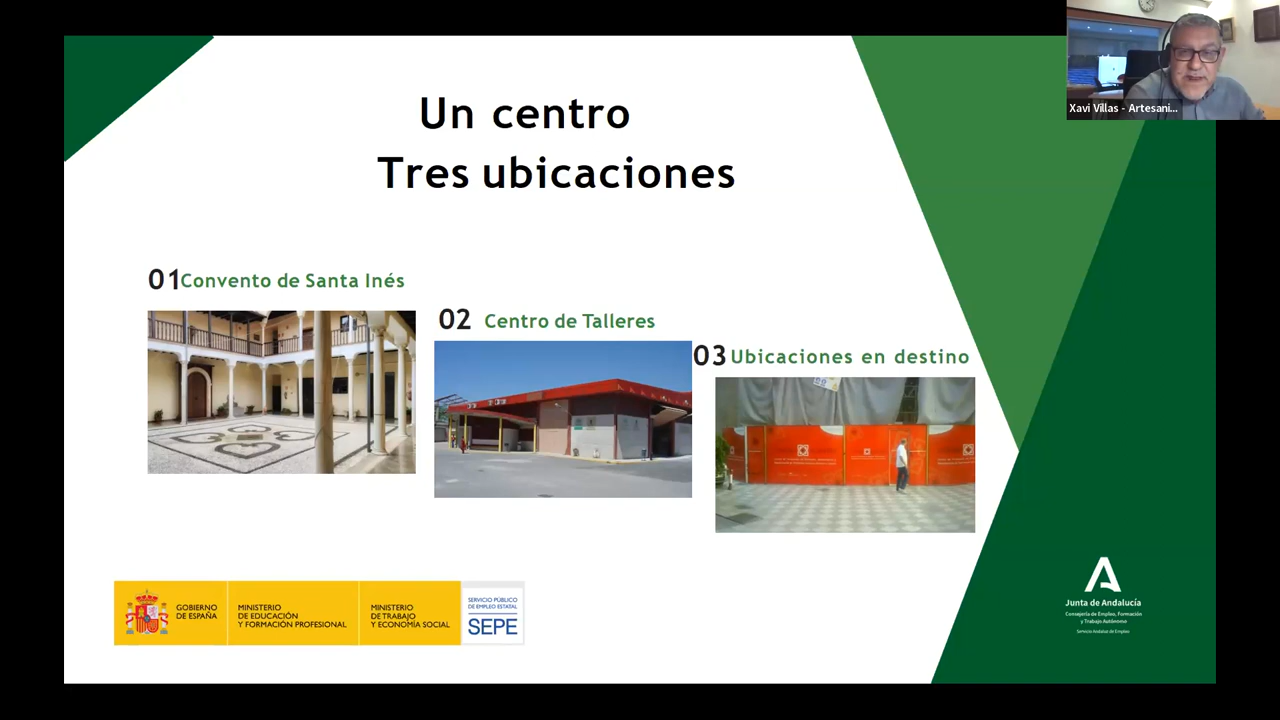 Un centro
Tres ubicaciones
Xavi Villas - Artesani...
01 Convento de Santa Inés
02 Centro de Talleres
03 Ubicaciones en destino
GOBIERNO
DE ESPAÑA
MINISTERIO
DE EDUCACIÓN
Y FORMACIÓN PROFESIONAL
MINISTERIO
DE TRABAJO
Y ECONOMÍA SOCIAL
SERVICIO PÚBLICO
DE EMPLEO ESTATAL
SEPE
Junta de Andalucía
Consejería de Empleo, Formación
y Trabajo Autónomo
Servicio Andaluz de Empleo